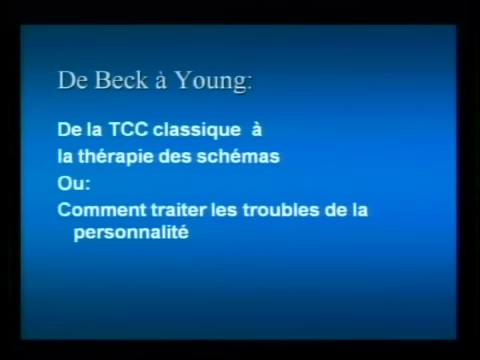 De Beck à Young:
De la TCC classique à
la thérapie des schémas
Ou:
Comment traiter les troubles de la
personnalité